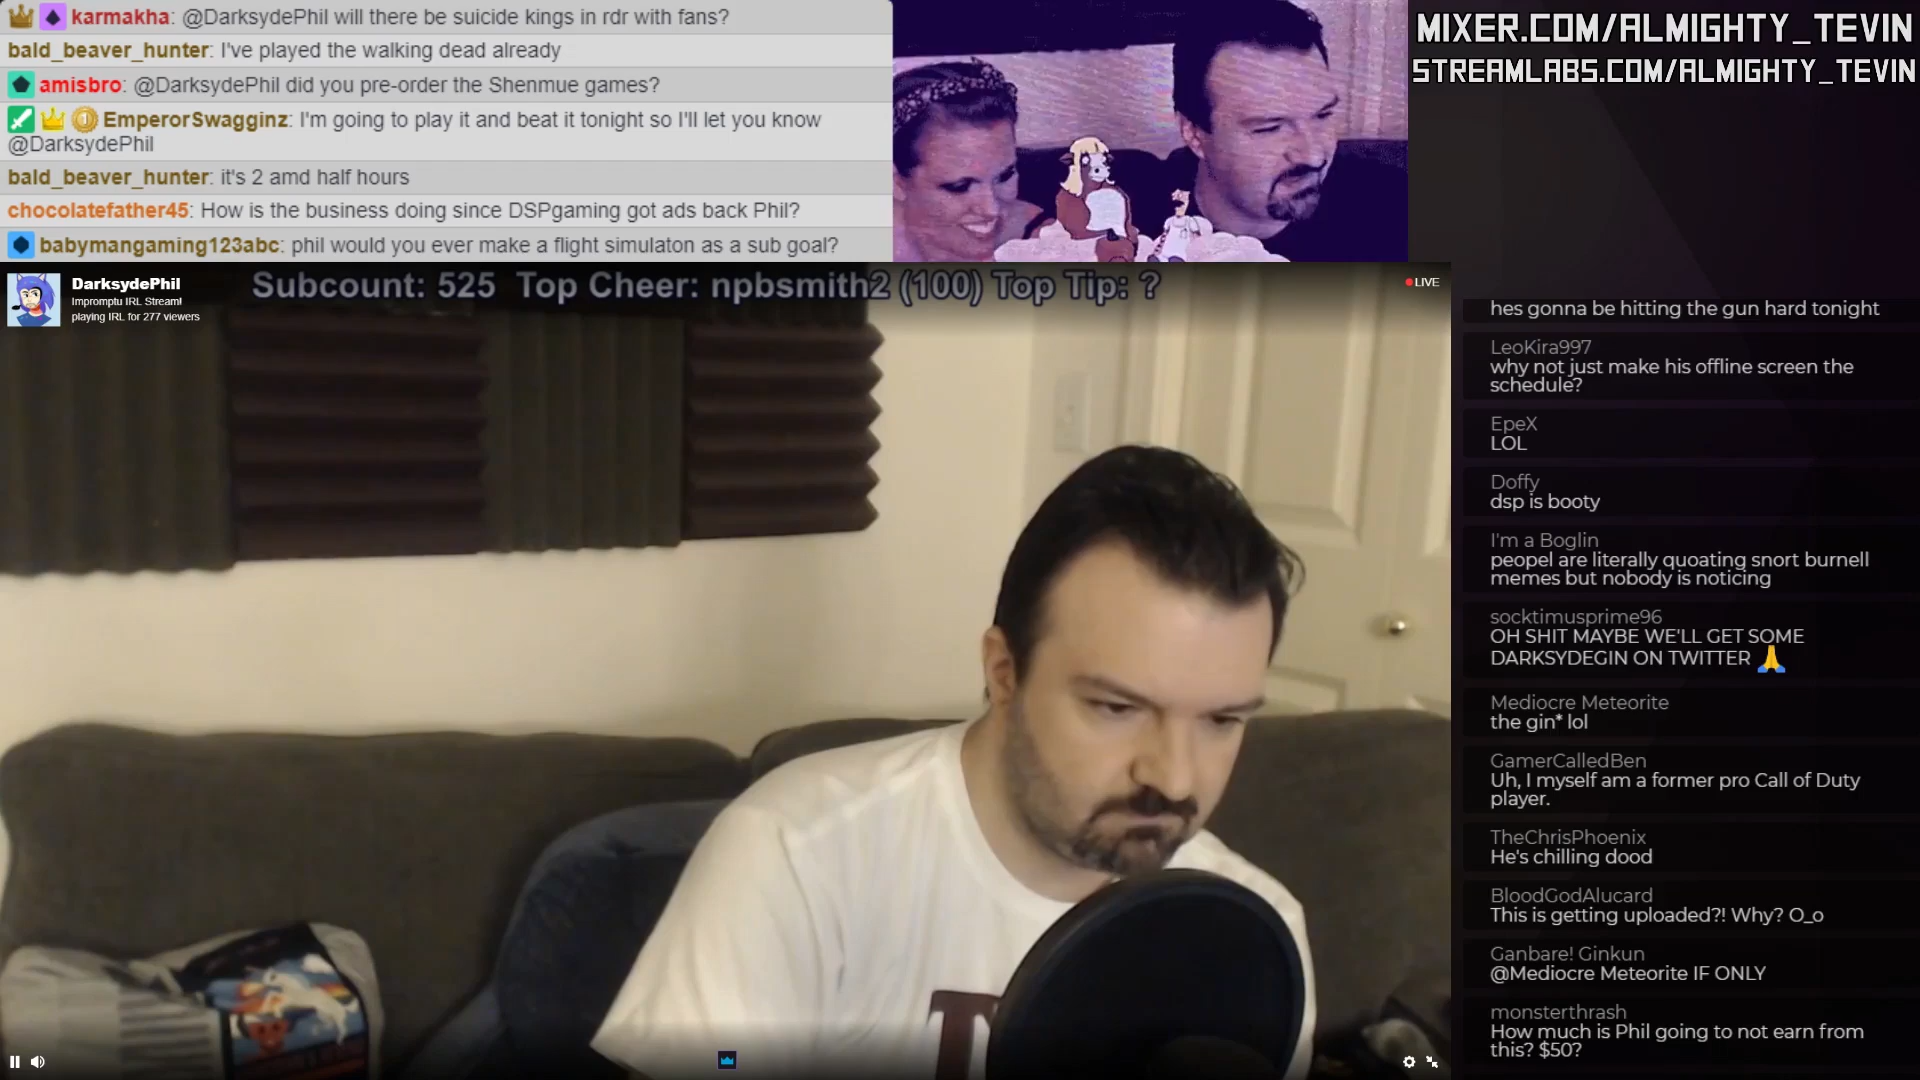 karmakha: @DarksydePhil will there be suicide kings in rdr with fans?
bald_beaver_hunter: I've played the walking dead already
amisbro: @DarksydePhil did you pre-order the Shenmue games?
EmperorSwagginz: I'm going to play it and beat it tonight so I'll let you know
@DarksydePhil
bald_beaver_hunter: it's 2 amd half hours
chocolatefather45: How is the business doing since DSPgaming got ads back Phil?
babymangaming123abc: phil would you ever make a flight simulaton as a sub goal?
MIXER.COM/ALMIGHTY_TEVIN
STREAMLABS.COM/ALMIGHTY_TEVIN
DarksydePhil
Impromptu IRL Stream!
playing IRL for 277 viewers
Subcount: 525 Top Cheer: npbsmith2 (100) Top Tip: ?
LIVE
hes gonna be hitting the gun hard tonight
LeoKira997
why not just make his offline screen the
schedule?
EpeX
LOL
Doffy
dsp is booty
I'm a Boglin
peopel are literally quoating snort burnell
memes but nobody is noticing
socktimusprime96
OH SHIT MAYBE WE'LL GET SOME
DARKSYDEGIN ON TWITTER 🙏
Mediocre Meteorite
the gin* lol
GamerCalledBen
Uh, I myself am a former pro Call of Duty
player.
TheChrisPhoenix
He's chilling dood
BloodGodAlucard
This is getting uploaded?! Why? O_o
Ganbare! Ginkun
@Mediocre Meteorite IF ONLY
monsterthrash
How much is Phil going to not earn from
this? $50?